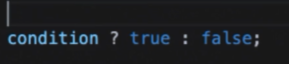 condition ? true : false;